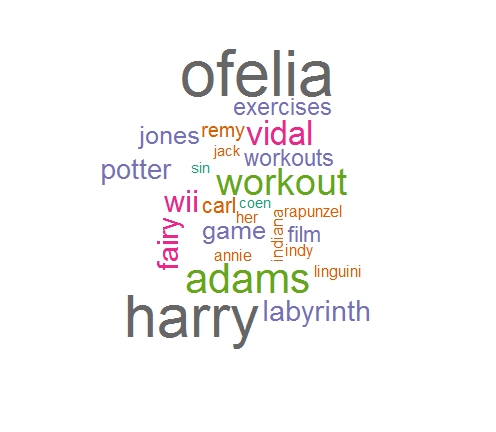 ofelia
exercises
jones remy vidal
jack workouts
potter sin workout
wii carl coen
her rapunzel
fairy game indiana film
annie indy
adams linguini
harry labyrinth